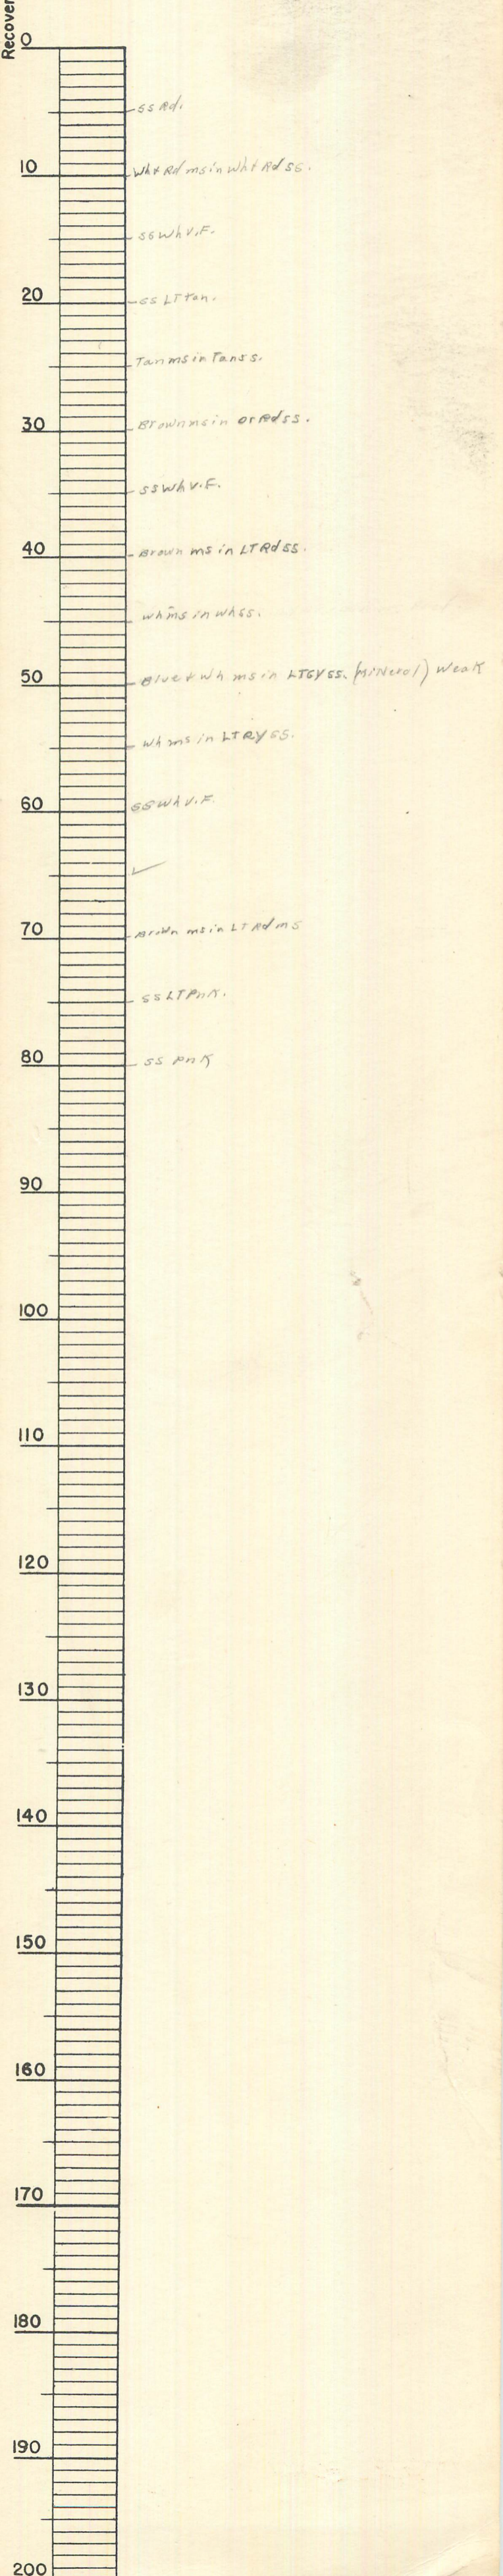 Recover
0
ss Rd.
10 Wh+Rd ms in Wh+Rd ss.
ss Wh V.F.
20 ss LT tan.
Tan ms in Tan ss.
30 Brown ms in or Rd ss.
ss Wh V.F.
40 Brown ms in LT Rd ss.
wh ms in wh ss.
50 Blue + Wh ms in LTGY ss. (MiNeral) Weak
Wh ms in LT RY ss.
60 ss Wh V.F.
✓
70 Brown ms in LT Rd ms
ss LT PnK.
80 ss PnK
90
100
110
120
130
140
150
160
170
180
190
200